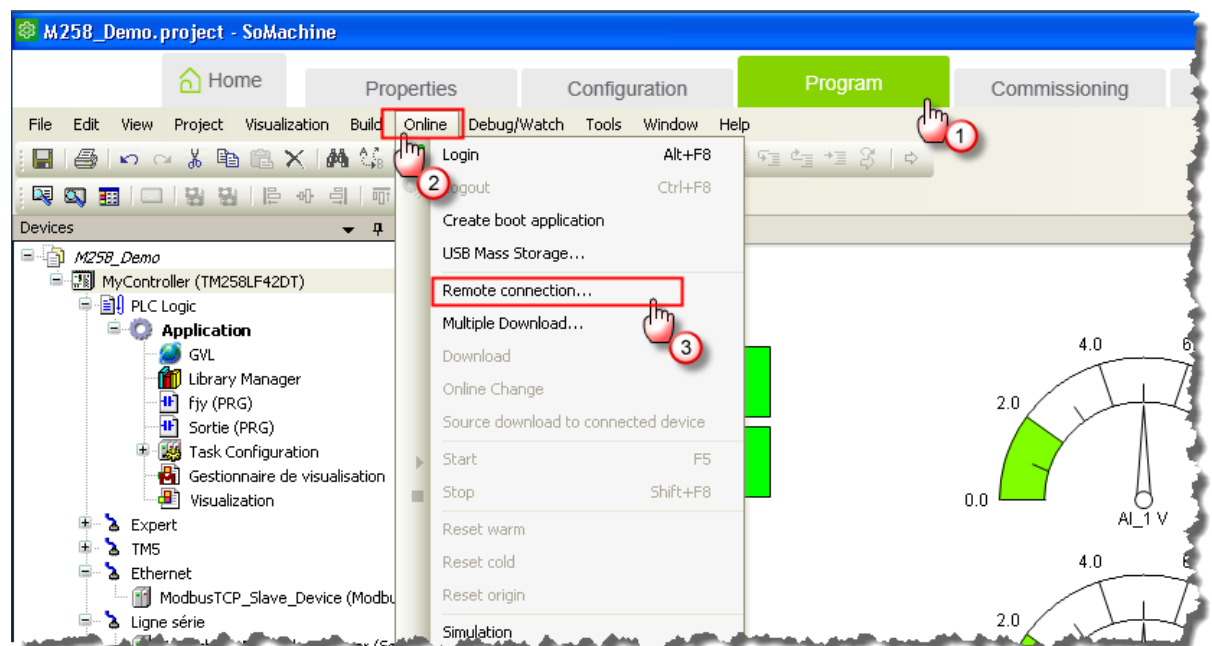 M258_Demo.project - SoMachine
Home Properties Configuration Program Commissioning
1
File Edit View Project Visualization Build Online Debug/Watch Tools Window Help
2
Login Alt+F8
Logout Ctrl+F8
Create boot application
USB Mass Storage...
Remote connection...
3
Multiple Download...
Download
Online Change
Source download to connected device
Start F5
Stop Shift+F8
Reset warm
Reset cold
Reset origin
Simulation
Devices
M258_Demo
MyController (TM258LF42DT)
PLC Logic
Application
GVL
Library Manager
fjy (PRG)
Sortie (PRG)
Task Configuration
Gestionnaire de visualisation
Visualization
Expert
TM5
Ethernet
ModbusTCP_Slave_Device (Modbu
Ligne série
4.0 6
2.0
0.0
AI_1 V
4.0 6
2.0